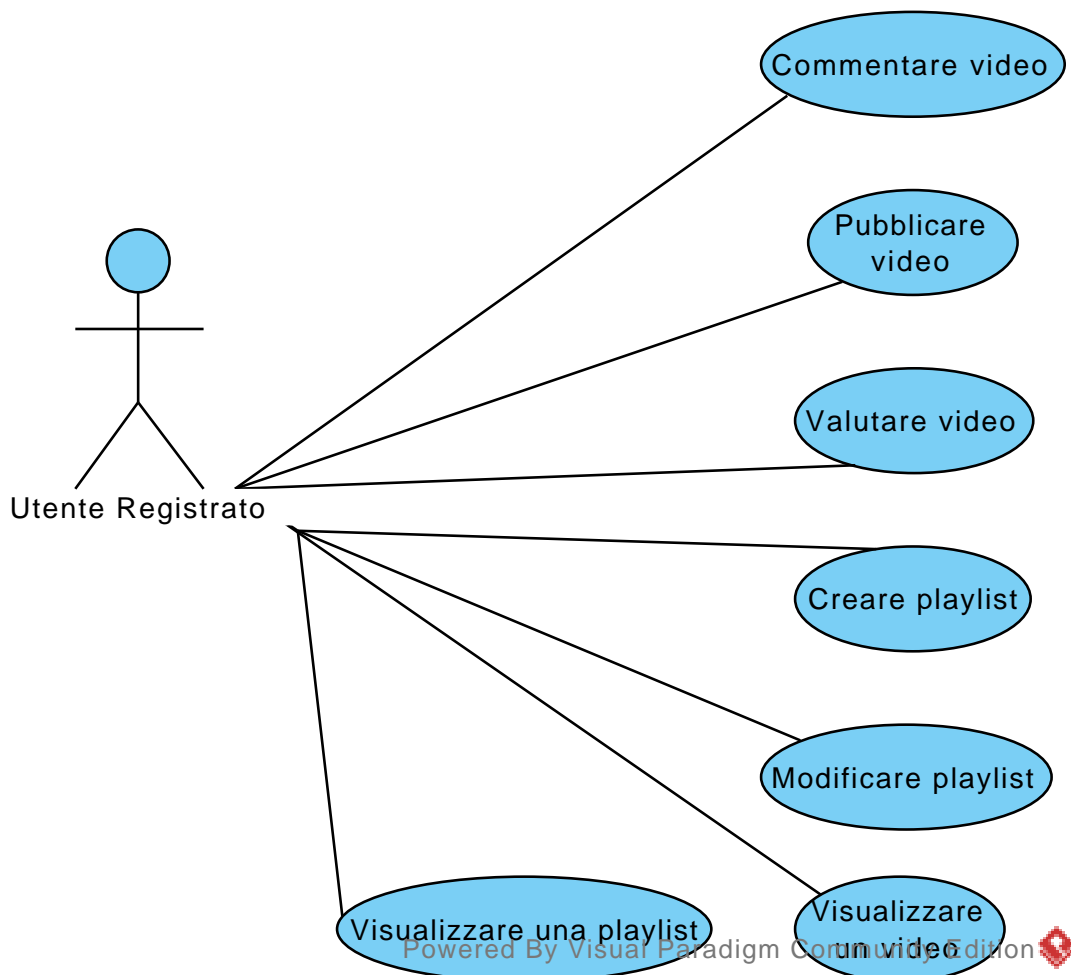 Commentare video
Pubblicare
video
Valutare video
Utente Registrato
Creare playlist
Modificare playlist
Visualizzare una playlist
Visualizzare
um video
Powered By Visual Paradigm Community Edition